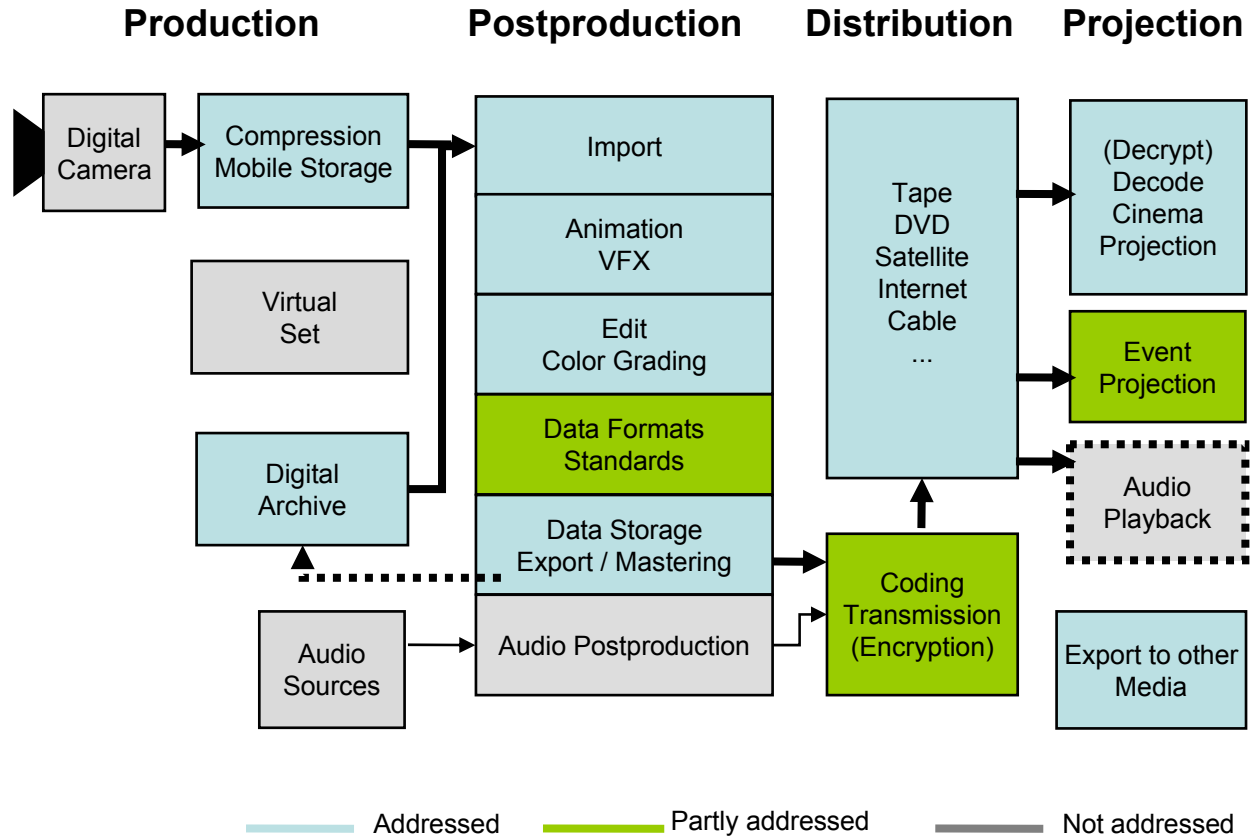 Production
Postproduction
Distribution
Projection
Digital
Camera
Compression
Mobile Storage
Virtual
Set
Digital
Archive
Audio
Sources
Import
Animation
VFX
Edit
Color Grading
Data Formats
Standards
Data Storage
Export / Mastering
Audio Postproduction
Tape
DVD
Satellite
Internet
Cable
...
Coding
Transmission
(Encryption)
(Decrypt)
Decode
Cinema
Projection
Event
Projection
Audio
Playback
Export to other
Media
Addressed
Partly addressed
Not addressed